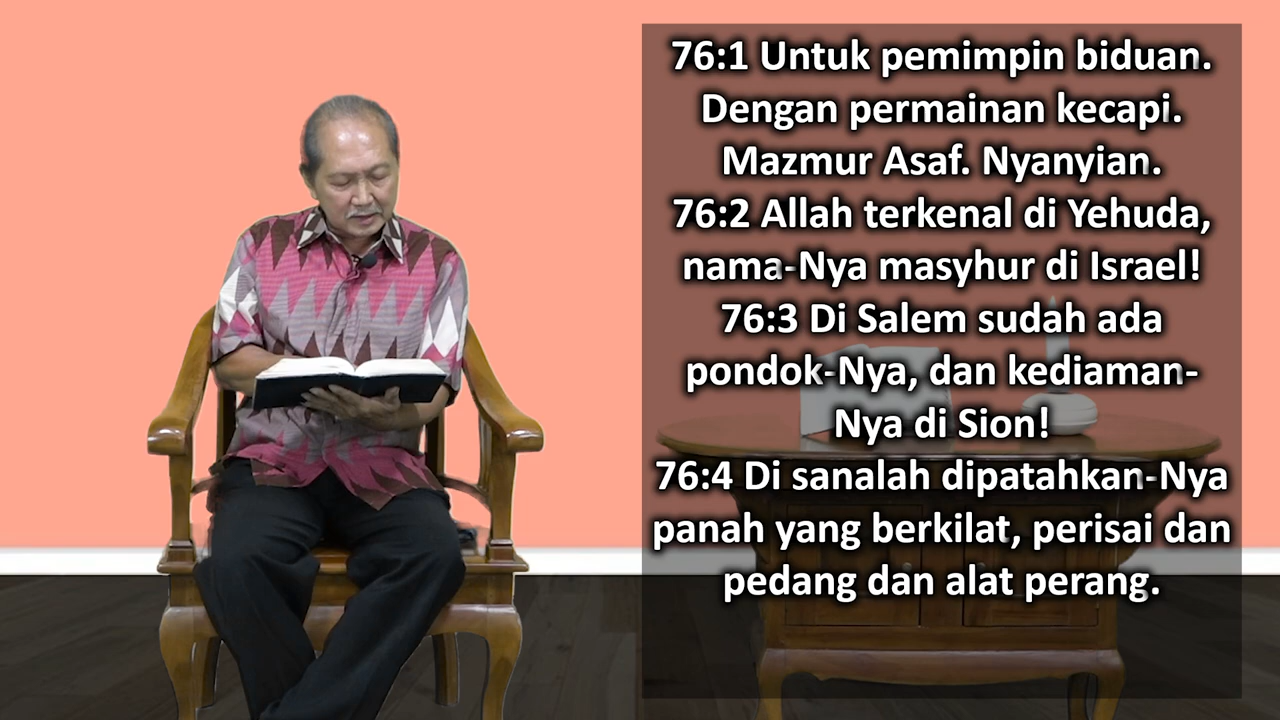 76:1 Untuk pemimpin biduan.
Dengan permainan kecapi.
Mazmur Asaf. Nyanyian.
76:2 Allah terkenal di Yehuda,
nama-Nya masyhur di Israel!
76:3 Di Salem sudah ada
pondok-Nya, dan kediaman-
Nya di Sion!
76:4 Di sanalah dipatahkan-Nya
panah yang berkilat, perisai dan
pedang dan alat perang.